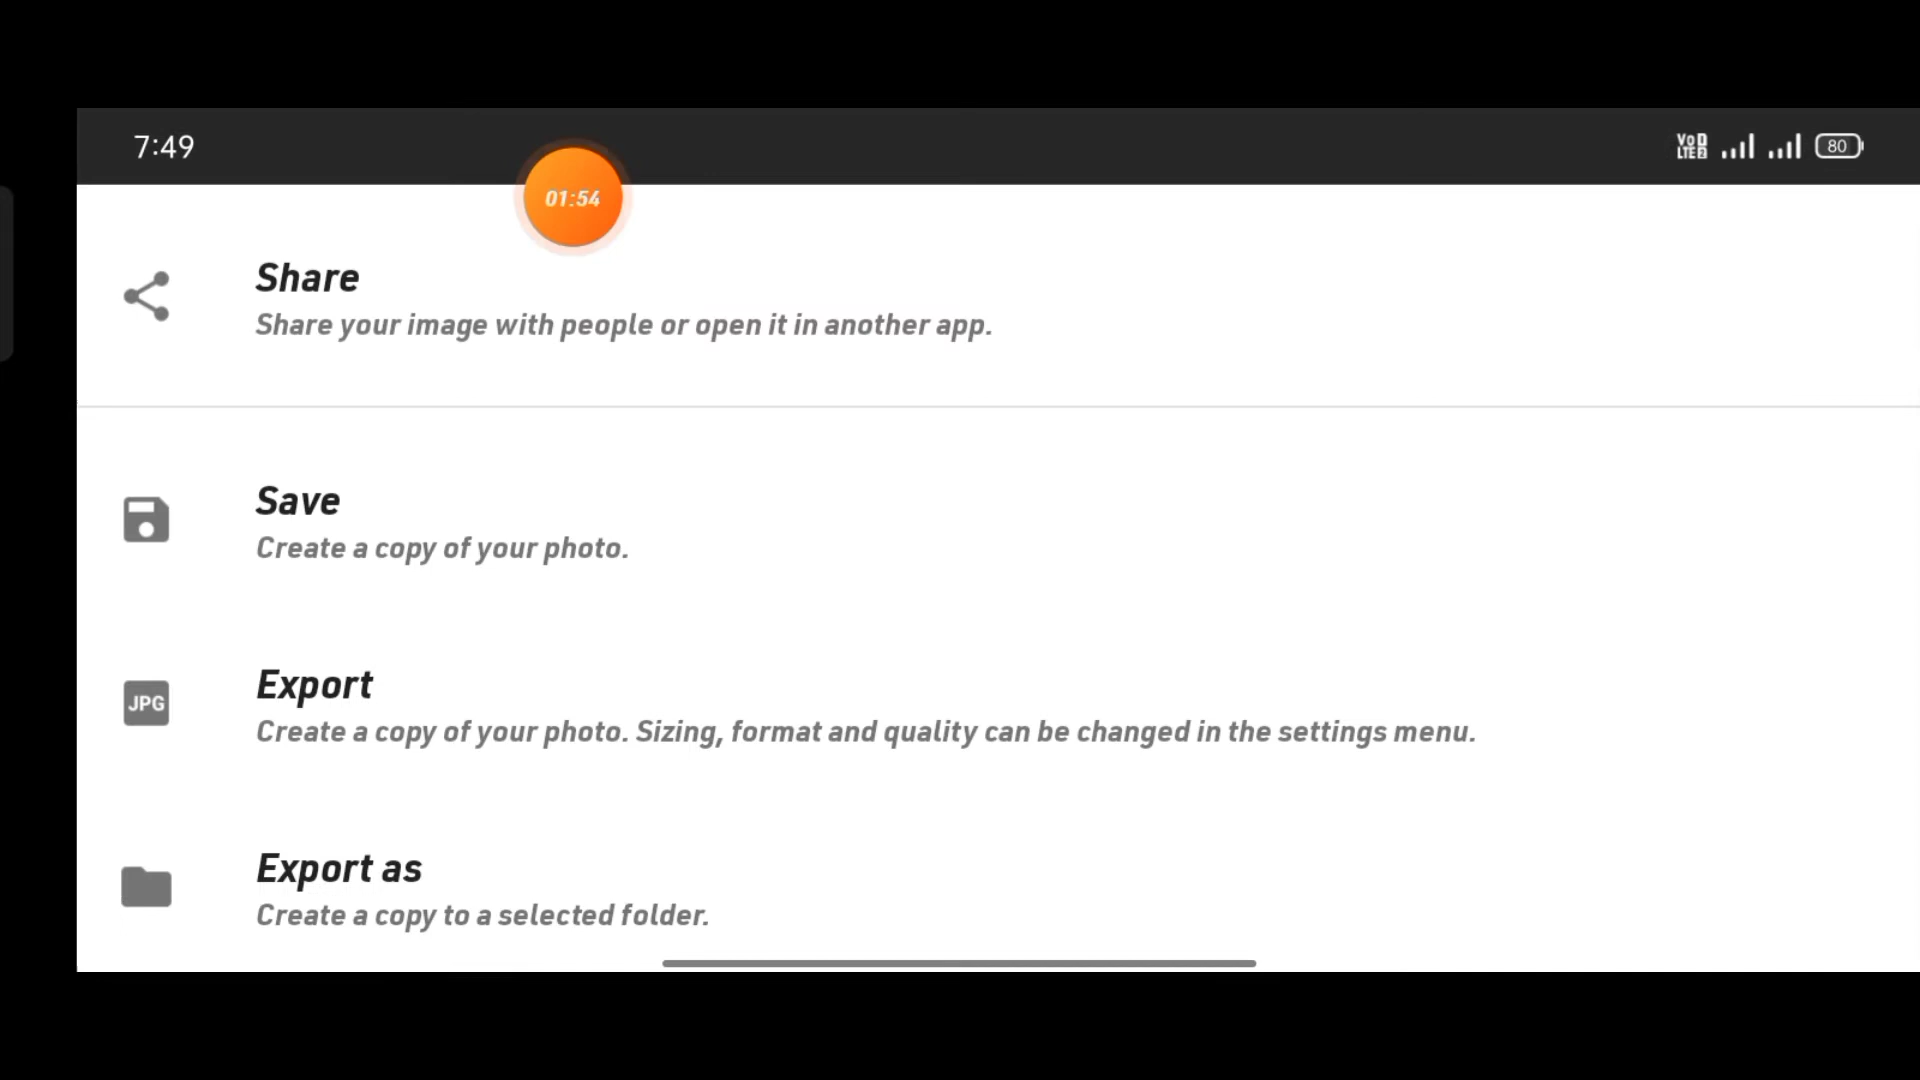 7:49
VoD LTE2
80
01:54
Share
Share your image with people or open it in another app.
Save
Create a copy of your photo.
JPG
Export
Create a copy of your photo. Sizing, format and quality can be changed in the settings menu.
Export as
Create a copy to a selected folder.